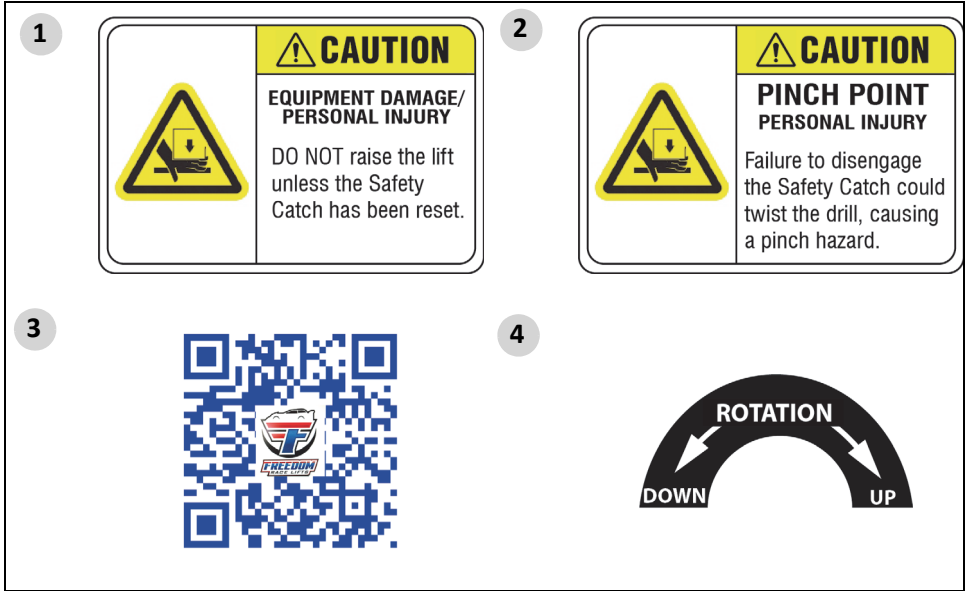 1
CAUTION
EQUIPMENT DAMAGE/
PERSONAL INJURY
DO NOT raise the lift
unless the Safety
Catch has been reset.
2
CAUTION
PINCH POINT
PERSONAL INJURY
Failure to disengage
the Safety Catch could
twist the drill, causing
a pinch hazard.
3
F
FREEDOM
RACE LIFTS
4
ROTATION
DOWN
UP